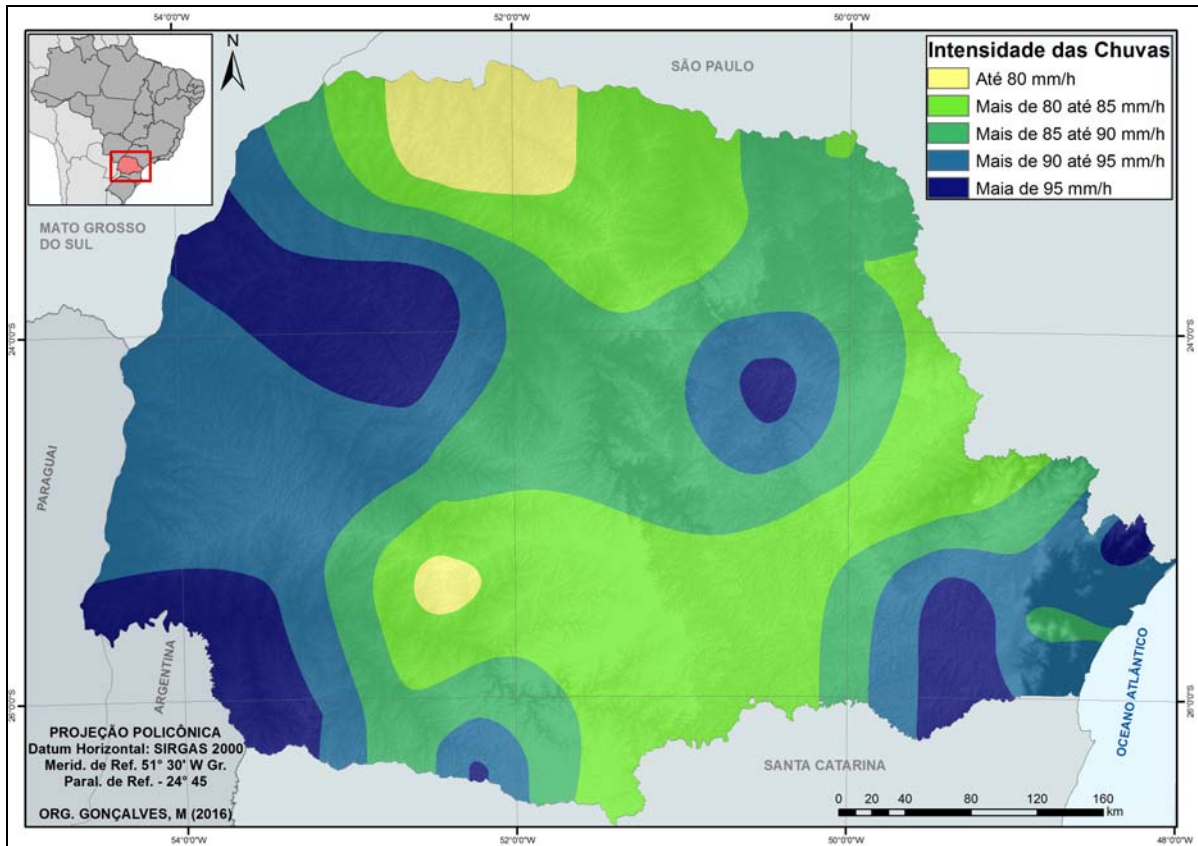 54°0'0"W
52°0'0"W
50°0'0"W
N
SÃO PAULO
Intensidade das Chuvas
Até 80 mm/h
Mais de 80 até 85 mm/h
Mais de 85 até 90 mm/h
Mais de 90 até 95 mm/h
Maia de 95 mm/h
MATO GROSSO
DO SUL
24°0'0"S
24°0'0"S
PARAGUAI
ARGENTINA
OCEANO ATLÂNTICO
26°0'0"S
26°0'0"S
PROJEÇÃO POLICÔNICA
Datum Horizontal: SIRGAS 2000
Merid. de Ref. 51° 30' W Gr.
Paral. de Ref. - 24° 45
ORG. GONÇALVES, M (2016)
SANTA CATARINA
0 20 40 80 120 160
km
54°0'0"W
52°0'0"W
50°0'0"W
48°0'0"W